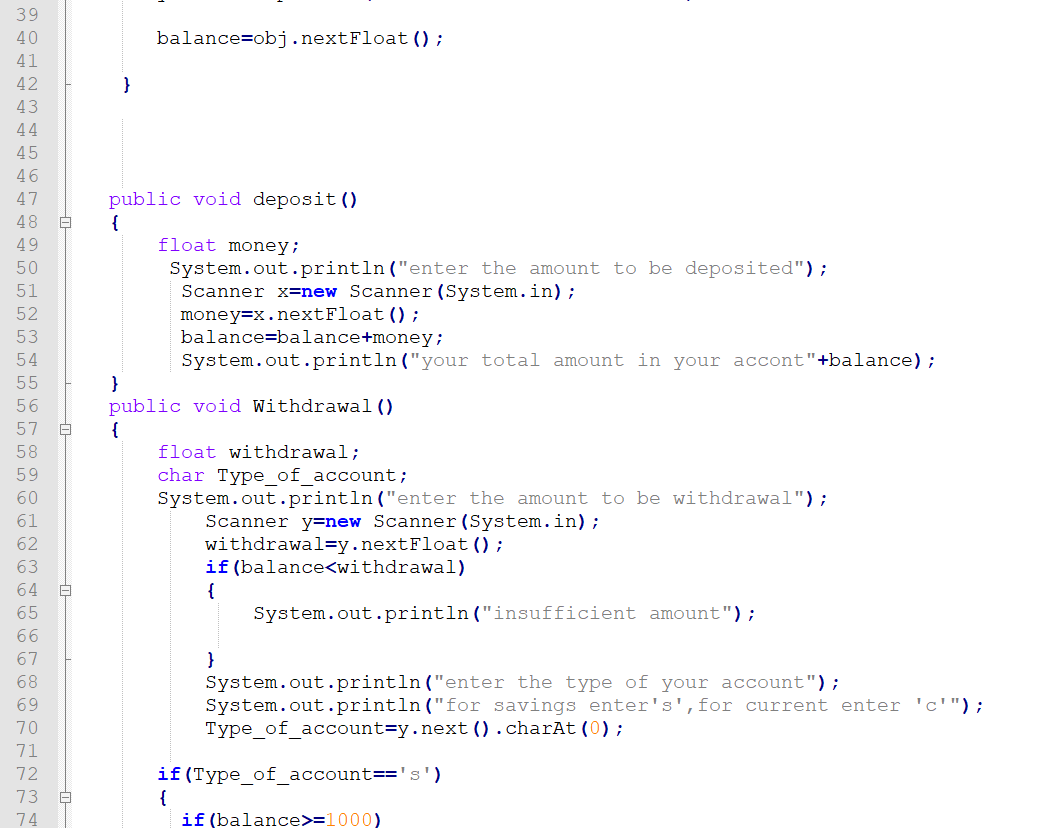 39
40 balance=obj.nextFloat();
41
42 }
43
44
45
46
47 public void deposit()
48 {
49 float money;
50 System.out.println("enter the amount to be deposited");
51 Scanner x=new Scanner(System.in);
52 money=x.nextFloat();
53 balance=balance+money;
54 System.out.println("your total amount in your accont"+balance);
55 }
56 public void Withdrawal()
57 {
58 float withdrawal;
59 char Type_of_account;
60 System.out.println("enter the amount to be withdrawal");
61 Scanner y=new Scanner(System.in);
62 withdrawal=y.nextFloat();
63 if(balance<withdrawal)
64 {
65 System.out.println("insufficient amount");
66
67 }
68 System.out.println("enter the type of your account");
69 System.out.println("for savings enter's',for current enter 'c'");
70 Type_of_account=y.next().charAt(0);
71
72 if(Type_of_account=='s')
73 {
74 if(balance>=1000)